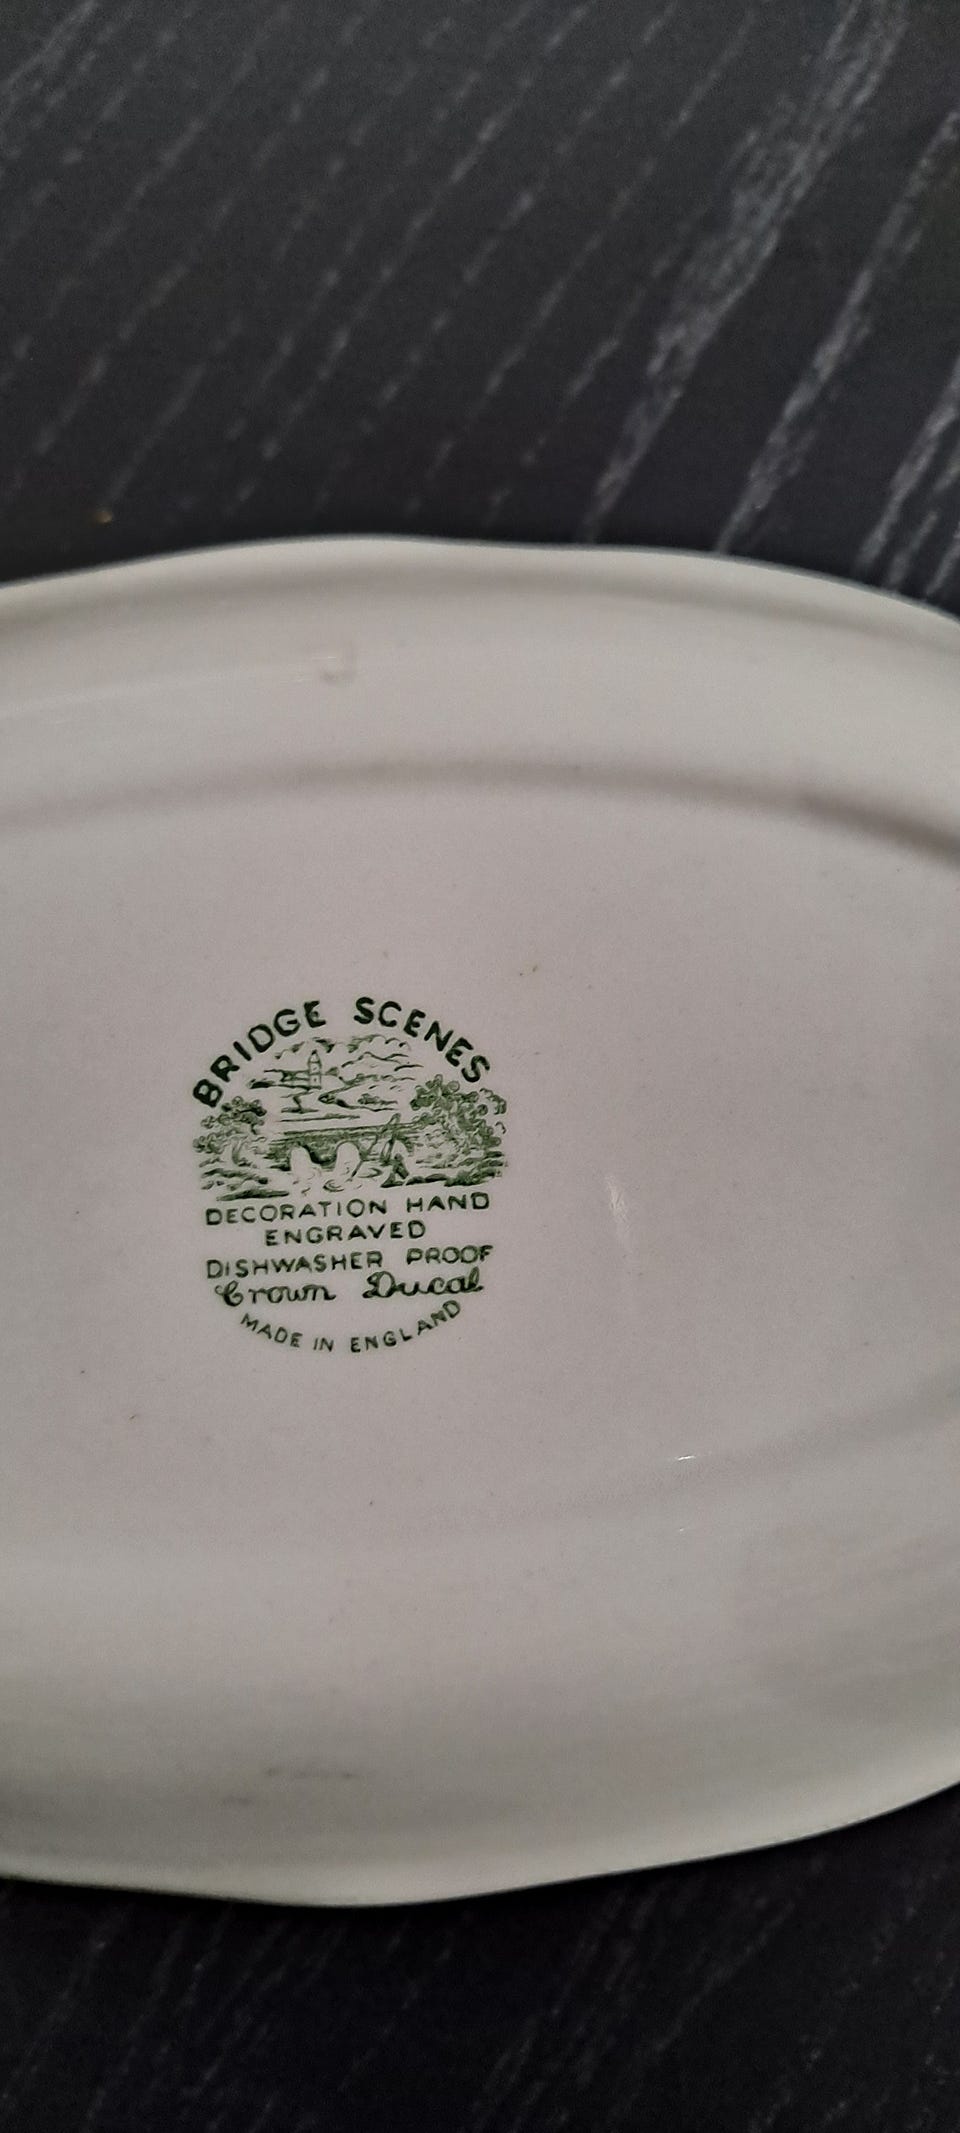 BRIDGE SCENES
DECORATION HAND
ENGRAVED
DISHWASHER PROOF
Crown Ducal
MADE IN ENGLAND